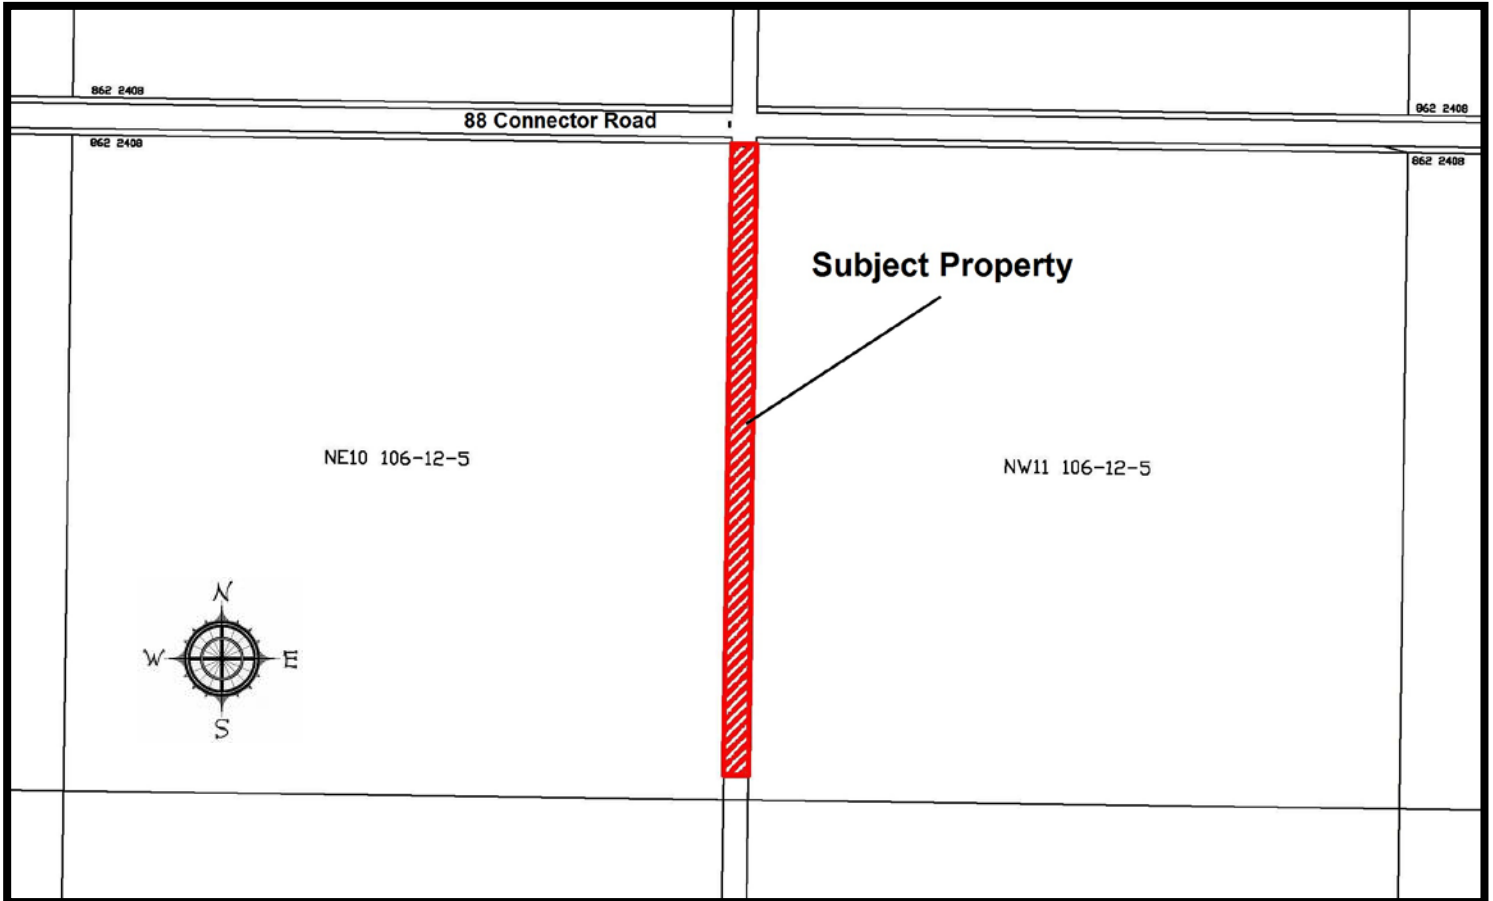 862 2408
862 2408
88 Connector Road
862 2408
862 2408
Subject Property
NE10 106-12-5
NW11 106-12-5
N
W
E
S